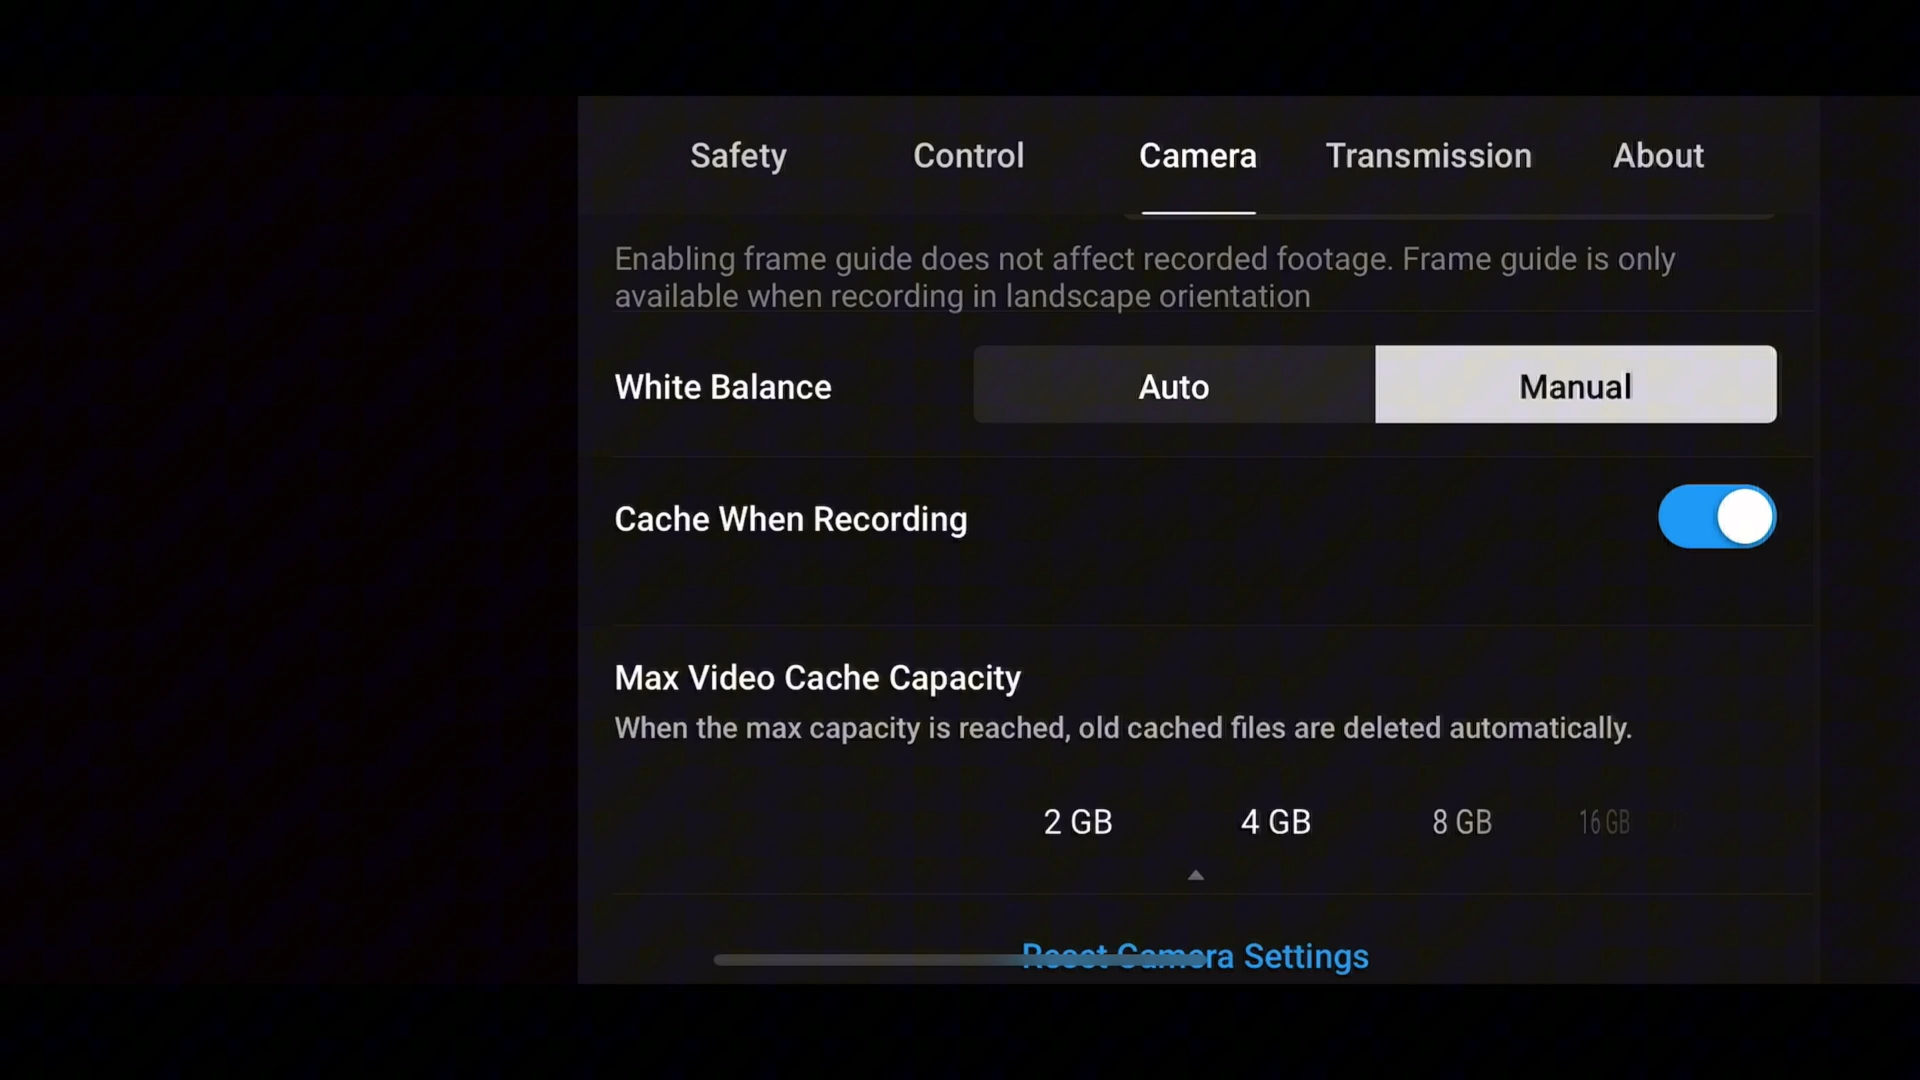 Safety Control Camera Transmission About
Enabling frame guide does not affect recorded footage. Frame guide is only
available when recording in landscape orientation
White Balance Auto Manual
Cache When Recording
Max Video Cache Capacity
When the max capacity is reached, old cached files are deleted automatically.
2 GB 4 GB 8 GB 16 GB
Reset Camera Settings